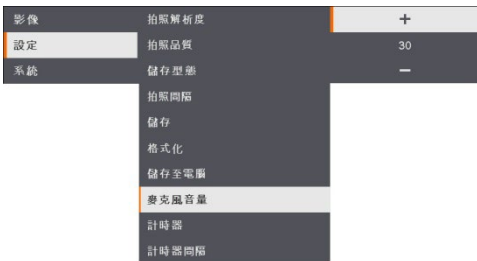 影像
設定
系統
拍照解析度
拍照品質
儲存型態
拍照間隔
儲存
格式化
儲存至電腦
麥克風音量
計時器
計時器間隔
+
30
−